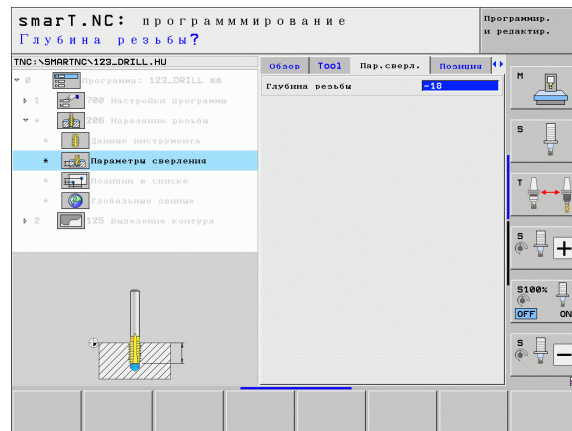 smarT.NC: программмирование
Программир. и редактир.
Глубина резьбы?
TNC:\SMARTNC\123_DRILL.HU
Обзор Tool Пар.сверл. Позиция
0 Программа: 123_DRILL мм
Глубина резьбы -18
1 700 Настройки программы
* 206 Нарезание резьбы
* Данные инструмента
* Параметры сверления
* Позиции в списке
* Глобальные данные
2 125 Выделение контура
M
S
T
S
S100%
OFF ON
S